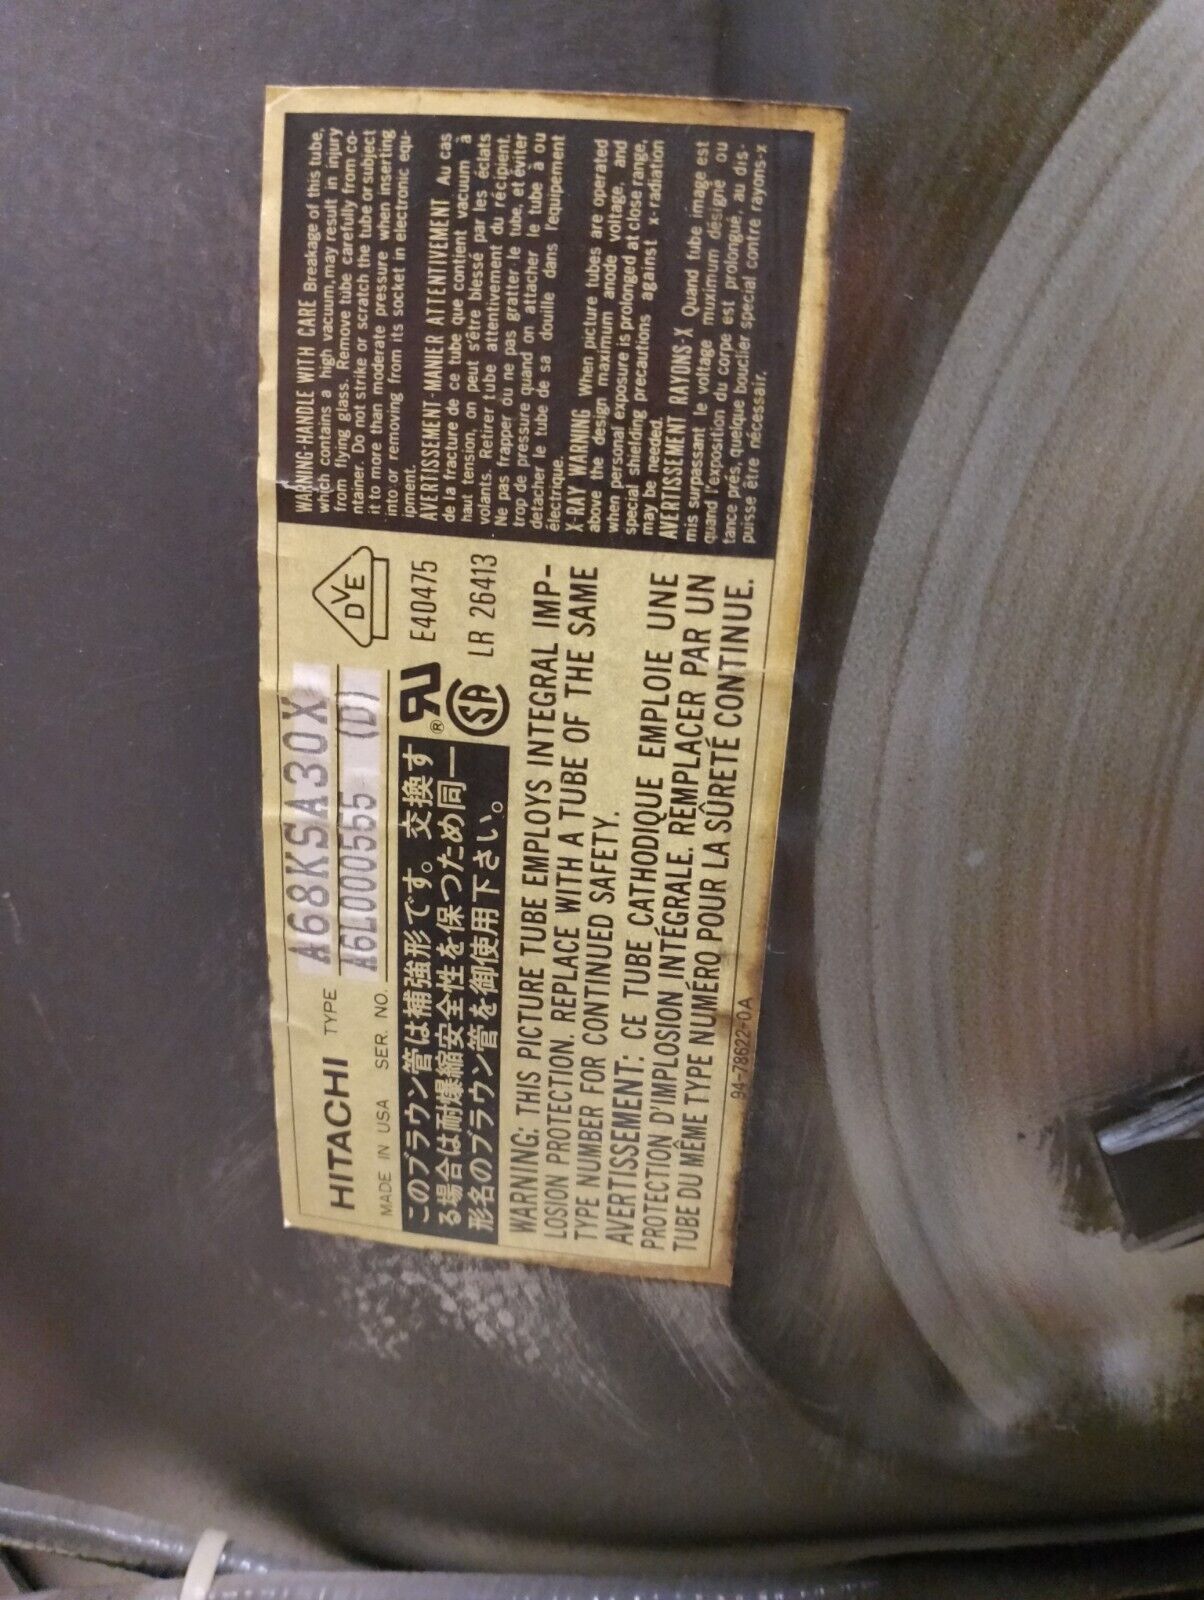 HITACHI TYPE A68KSA30X
MADE IN USA SER. NO. A6L000555 (D)
VDE
このブラウン管は補強形です。交換す
る場合は耐爆縮安全性を保つため同一
形名のブラウン管を御使用下さい。
® E40475
SA LR 26413
WARNING: THIS PICTURE TUBE EMPLOYS INTEGRAL IMP-
LOSION PROTECTION. REPLACE WITH A TUBE OF THE SAME
TYPE NUMBER FOR CONTINUED SAFETY.
AVERTISSEMENT: CE TUBE CATHODIQUE EMPLOIE UNE
PROTECTION D'IMPLOSION INTÉGRALE. REMPLACER PAR UN
TUBE DU MÊME TYPE NUMÉRO POUR LA SÛRETÉ CONTINUE.
94-78622-0A
WARNING-HANDLE WITH CARE Breakage of this tube,
which contains a high vacuum, may result in injury
from flying glass. Remove tube carefully from co-
ntainer. Do not strike or scratch the tube or subject
it to more than moderate pressure when inserting
into or removing from its socket in electronic equ-
ipment.
AVERTISSEMENT-MANIER ATTENTIVEMENT Au cas
de la fracture de ce tube que contient vacuum à
haut tension, on peut s'être blessé par les éclats
volants. Retirer tube attentivement du récipient.
Ne pas frapper ou ne pas gratter le tube, et éviter
trop de pressure quand on attacher le tube à ou
detacher le tube de sa douille dans l'equipement
électrique.
X-RAY WARNING When picture tubes are operated
above the design maximum anode voltage, and
when personal exposure is prolonged at close range,
special shielding precautions against x-radiation
may be needed.
AVERTISSEMENT RAYONS-X Quand tube image est
mis surpassant le voltage maximum désigné ou
quand l'exposition du corpe est prolongué, au dis-
tance prés, quelque bouclier special contre rayons-x
puisse être nécessair.